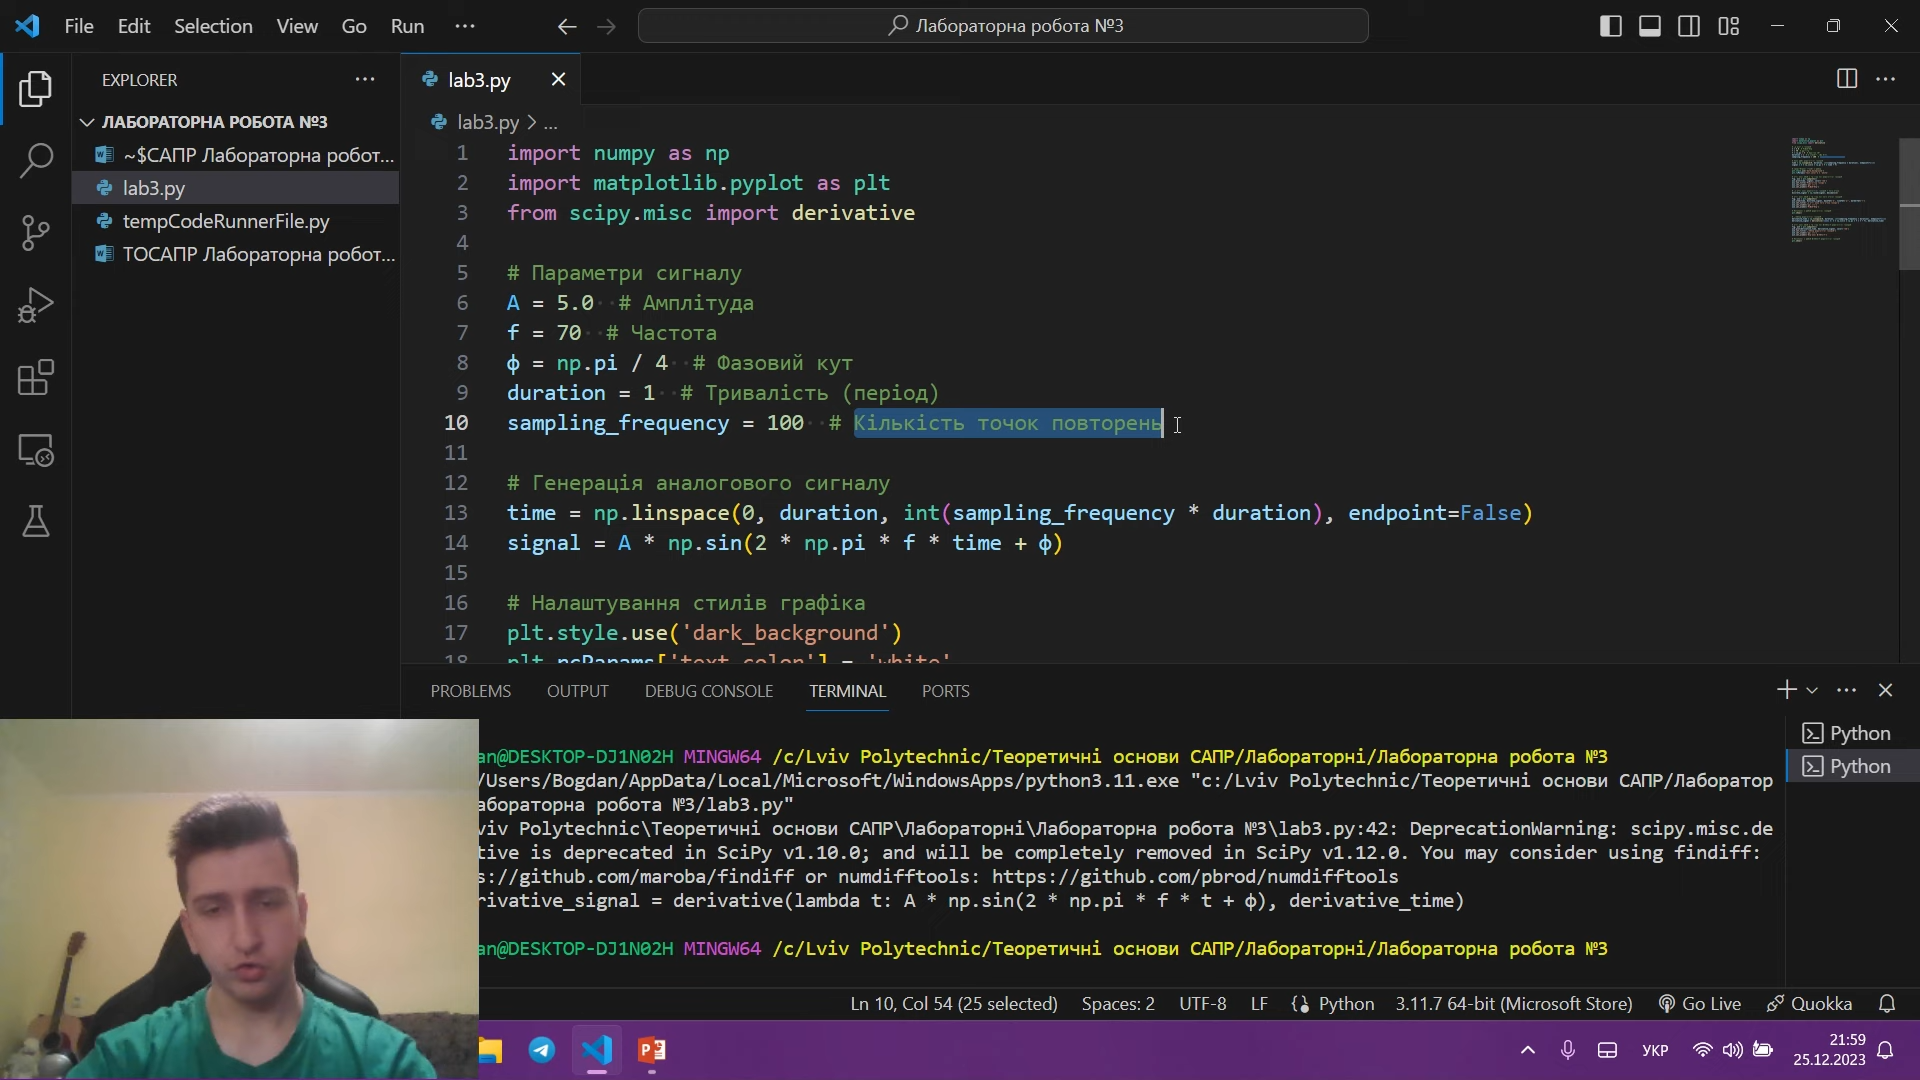 File Edit Selection View Go Run ···
Лабораторна робота №3
EXPLORER
lab3.py
ЛАБОРАТОРНА РОБОТА №3
~$САПР Лабораторна робот...
lab3.py
tempCodeRunnerFile.py
ТОСАПР Лабораторна робот...
lab3.py > ...
1 import numpy as np
2 import matplotlib.pyplot as plt
3 from scipy.misc import derivative
4
5 # Параметри сигналу
6 A = 5.0 # Амплітуда
7 f = 70 # Частота
8 ϕ = np.pi / 4 # Фазовий кут
9 duration = 1 # Тривалість (період)
10 sampling_frequency = 100 # Кількість точок повторень
11
12 # Генерація аналогового сигналу
13 time = np.linspace(0, duration, int(sampling_frequency * duration), endpoint=False)
14 signal = A * np.sin(2 * np.pi * f * time + ϕ)
15
16 # Налаштування стилів графіка
17 plt.style.use('dark_background')
18 plt.rcParams['text.color'] = 'white'
PROBLEMS OUTPUT DEBUG CONSOLE TERMINAL PORTS
Python
Python
an@DESKTOP-DJ1N02H MINGW64 /c/Lviv Polytechnic/Теоретичні основи САПР/Лабораторні/Лабораторна робота №3
/Users/Bogdan/AppData/Local/Microsoft/WindowsApps/python3.11.exe "c:/Lviv Polytechnic/Теоретичні основи САПР/Лаборатор
абораторна робота №3/lab3.py"
viv Polytechnic\Теоретичні основи САПР\Лабораторні\Лабораторна робота №3\lab3.py:42: DeprecationWarning: scipy.misc.de
tive is deprecated in SciPy v1.10.0; and will be completely removed in SciPy v1.12.0. You may consider using findiff:
s://github.com/maroba/findiff or numdifftools: https://github.com/pbrod/numdifftools
rivative_signal = derivative(lambda t: A * np.sin(2 * np.pi * f * t + ϕ), derivative_time)
an@DESKTOP-DJ1N02H MINGW64 /c/Lviv Polytechnic/Теоретичні основи САПР/Лабораторні/Лабораторна робота №3
Ln 10, Col 54 (25 selected) Spaces: 2 UTF-8 LF Python 3.11.7 64-bit (Microsoft Store) Go Live Quokka
УКР
21:59
25.12.2023